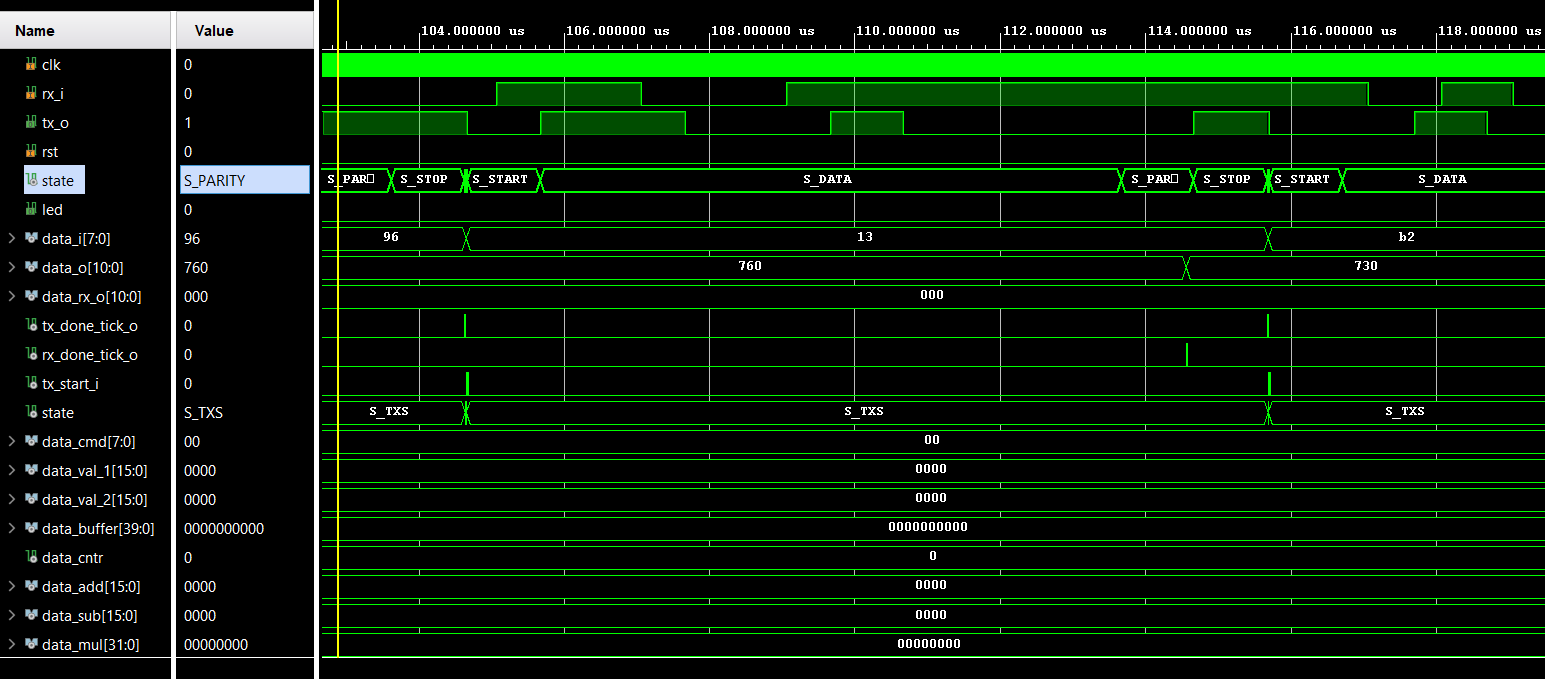 Name Value
104.000000 us 106.000000 us 108.000000 us 110.000000 us 112.000000 us 114.000000 us 116.000000 us 118.000000 us
clk 0
rx_i 0
tx_o 1
rst 0
state S_PARITY S_PAR□ S_STOP S_START S_DATA S_PAR□ S_STOP S_START S_DATA
led 0
data_i[7:0] 96 96 13 b2
data_o[10:0] 760 760 730
data_rx_o[10:0] 000 000
tx_done_tick_o 0
rx_done_tick_o 0
tx_start_i 0
state S_TXS S_TXS S_TXS S_TXS
data_cmd[7:0] 00 00
data_val_1[15:0] 0000 0000
data_val_2[15:0] 0000 0000
data_buffer[39:0] 0000000000 0000000000
data_cntr 0 0
data_add[15:0] 0000 0000
data_sub[15:0] 0000 0000
data_mul[31:0] 00000000 00000000